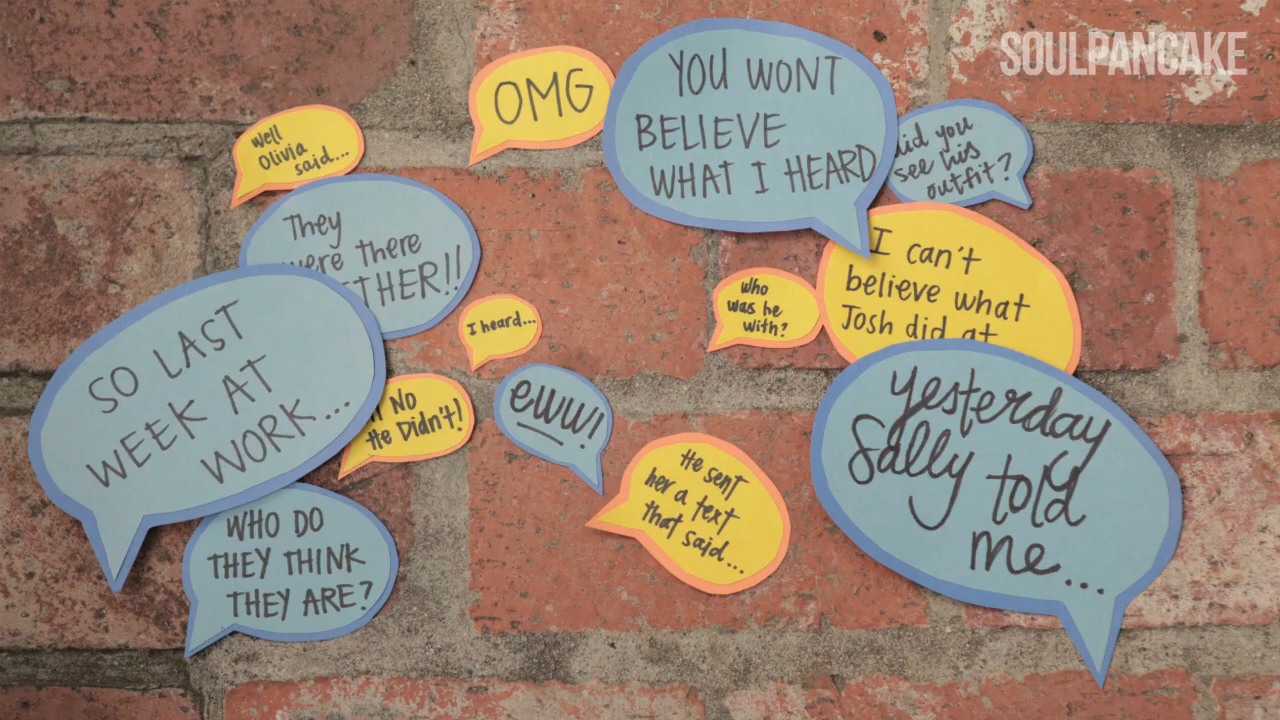 SOULPANCAKE
Well
Olivia
said...
OMG
YOU WONT
BELIEVE
WHAT I HEARD
did you
see his
outfit?
They
were there
I can't
believe what
Josh did at
who
was he
with?
I heard...
SO LAST
WEEK AT
WORK...
NO
He Didn't!
eww!
He sent
her a text
that said...
yesterday
Sally
told
me...
WHO DO
THEY THINK
THEY ARE?